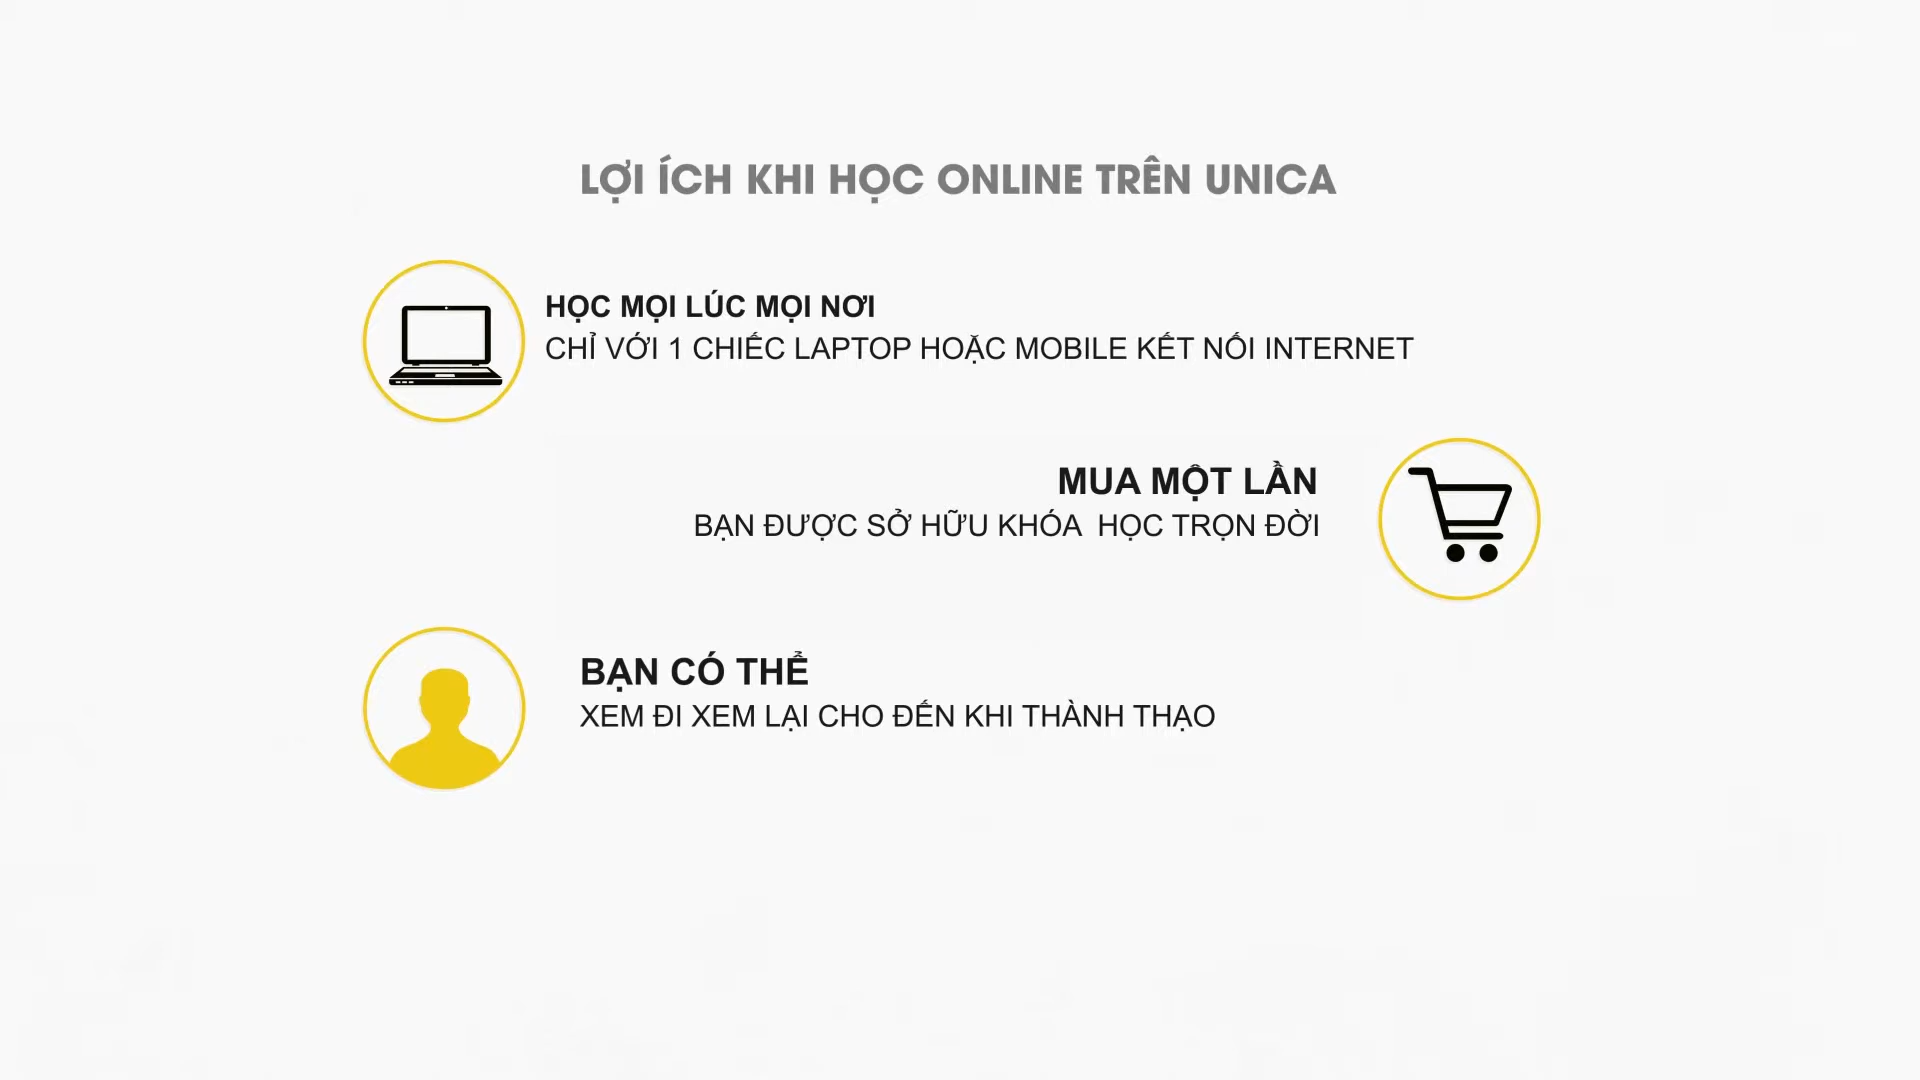 LỢI ÍCH KHI HỌC ONLINE TRÊN UNICA
HỌC MỌI LÚC MỌI NƠI
CHỈ VỚI 1 CHIẾC LAPTOP HOẶC MOBILE KẾT NỐI INTERNET
MUA MỘT LẦN
BẠN ĐƯỢC SỞ HỮU KHÓA HỌC TRỌN ĐỜI
BẠN CÓ THỂ
XEM ĐI XEM LẠI CHO ĐẾN KHI THÀNH THẠO